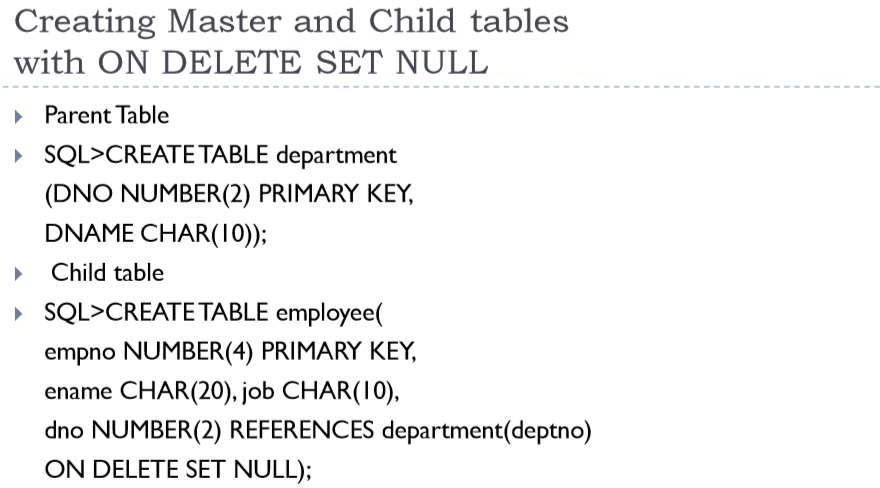 Creating Master and Child tables
with ON DELETE SET NULL
Parent Table
SQL>CREATE TABLE department
(DNO NUMBER(2) PRIMARY KEY,
DNAME CHAR(10));
Child table
SQL>CREATE TABLE employee(
empno NUMBER(4) PRIMARY KEY,
ename CHAR(20), job CHAR(10),
dno NUMBER(2) REFERENCES department(deptno)
ON DELETE SET NULL);